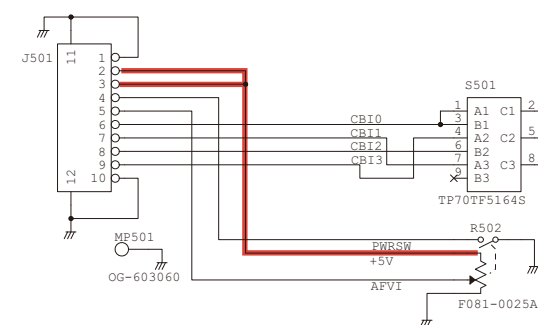 J501
11
1
2
3
4
5
6
7
8
9
10
12
MP501
OG-603060
CBI0
CBI1
CBI2
CBI3
S501
1 A1 C1 2
3 B1
4 A2 C2 5
6 B2
7 A3 C3 8
9 B3
TP70TF5164S
R502
PWRSW
+5V
AFVI
F081-0025A